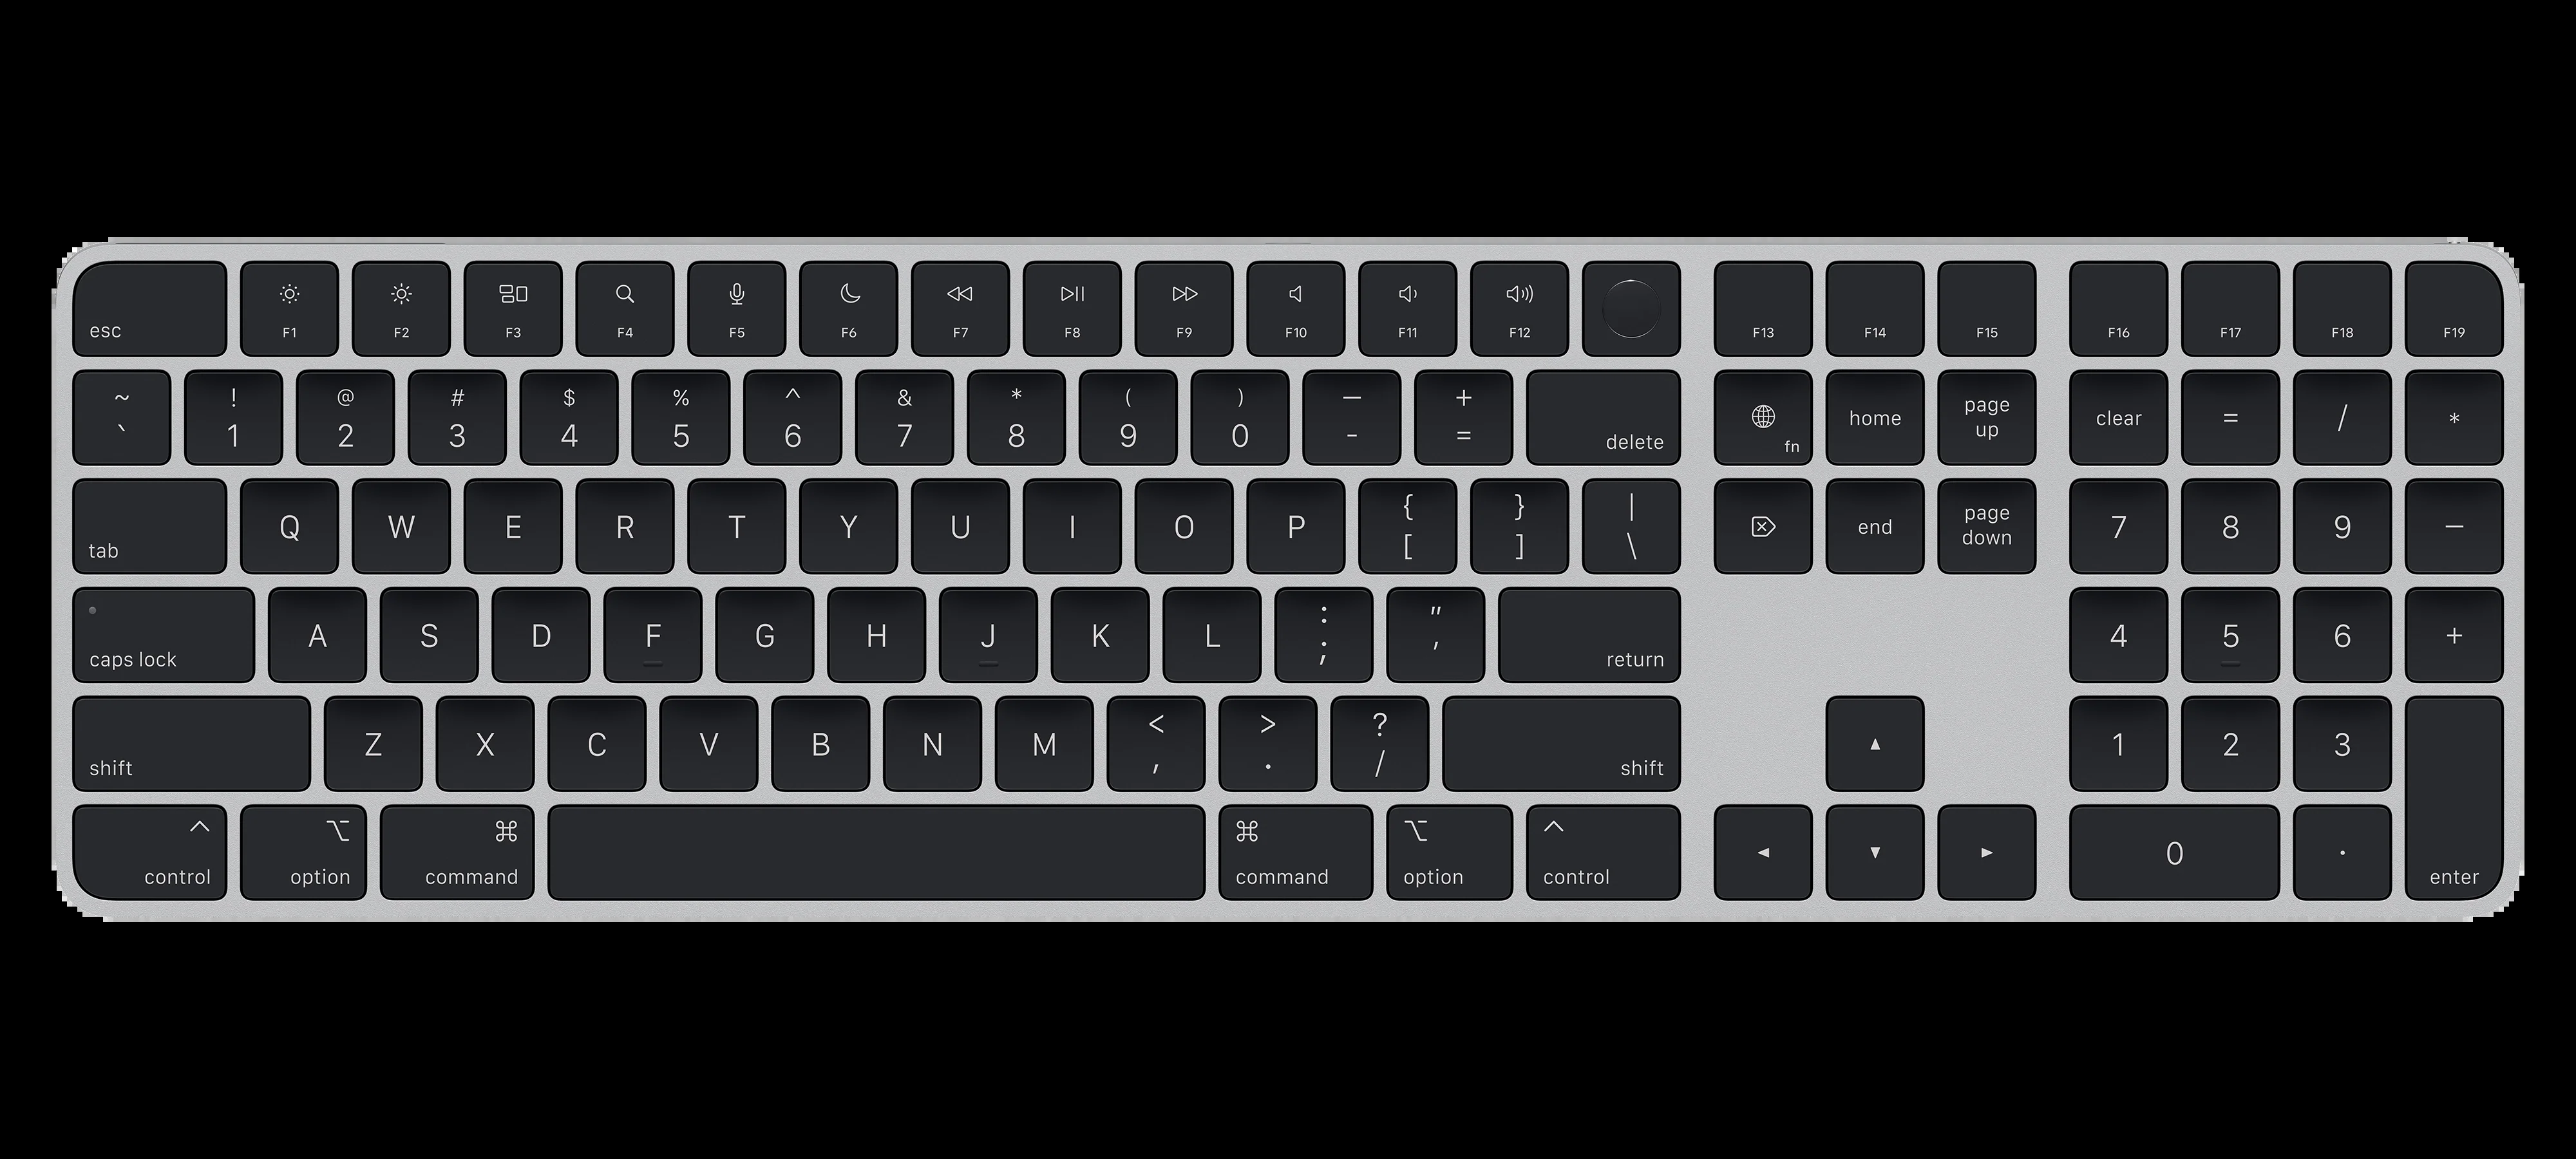 esc F1 F2 F3 F4 F5 F6 F7 F8 F9 F10 F11 F12 F13 F14 F15 F16 F17 F18 F19
~ ! @ # $ % ^ & * ( ) — +
` 1 2 3 4 5 6 7 8 9 0 - = delete fn home page up clear = / *
tab Q W E R T Y U I O P { [ } ] | \ end page down 7 8 9 −
caps lock A S D F G H J K L : ; " ' return 4 5 6 +
shift Z X C V B N M < , > . ? / shift ▲ 1 2 3
^ ⌥ ⌘ ⌘ ⌥ ^
control option command command option control ◀ ▼ ▶ 0 . enter